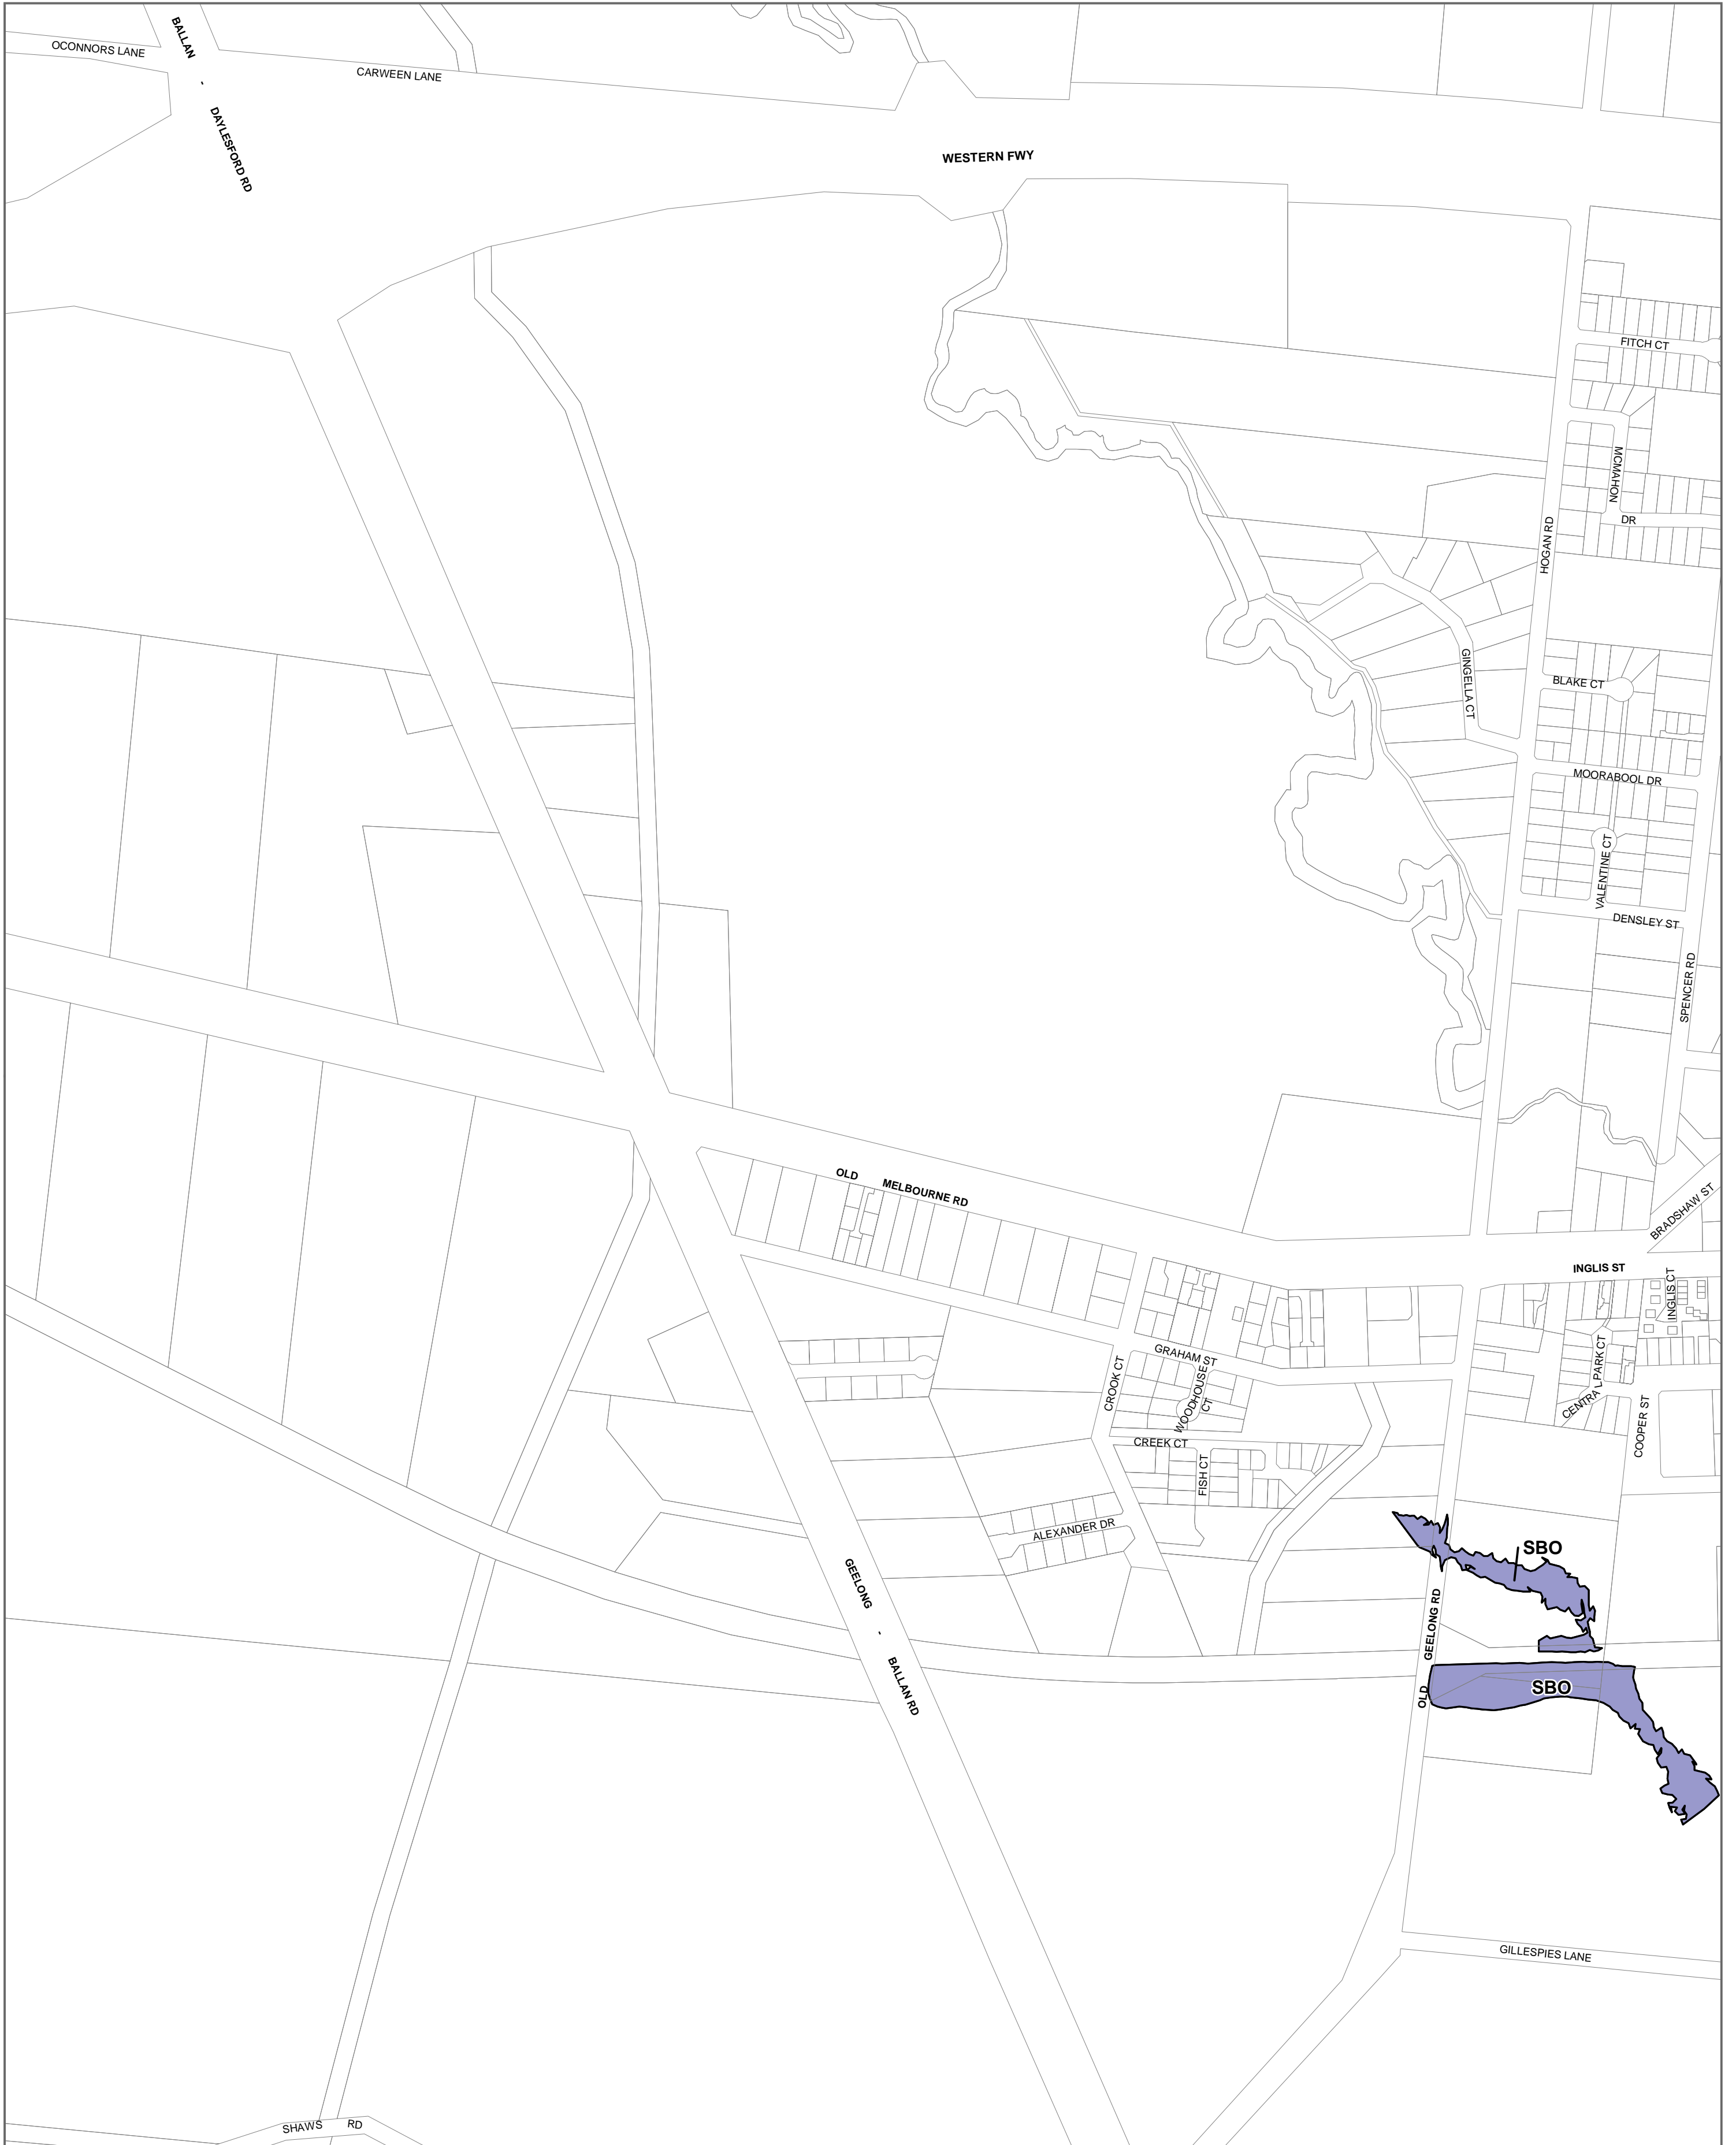 BALLAN - DAYLESFORD RD
OCONNORS LANE
CARWEEN LANE
WESTERN FWY
FITCH CT
MCMAHON
DR
HOGAN RD
GINGELLA CT
BLAKE CT
MOORABOOL DR
VALENTINE CT
DENSLEY ST
SPENCER RD
OLD MELBOURNE RD
BRADSHAW ST
INGLIS ST
INGLIS CT
GRAHAM ST
CROOK CT
WOODHOUSE
CT
CENTRAL PARK CT
COOPER ST
CREEK CT
FISH CT
ALEXANDER DR
SBO
GEELONG - BALLAN RD
OLD GEELONG RD
SBO
GILLESPIES LANE
SHAWS RD